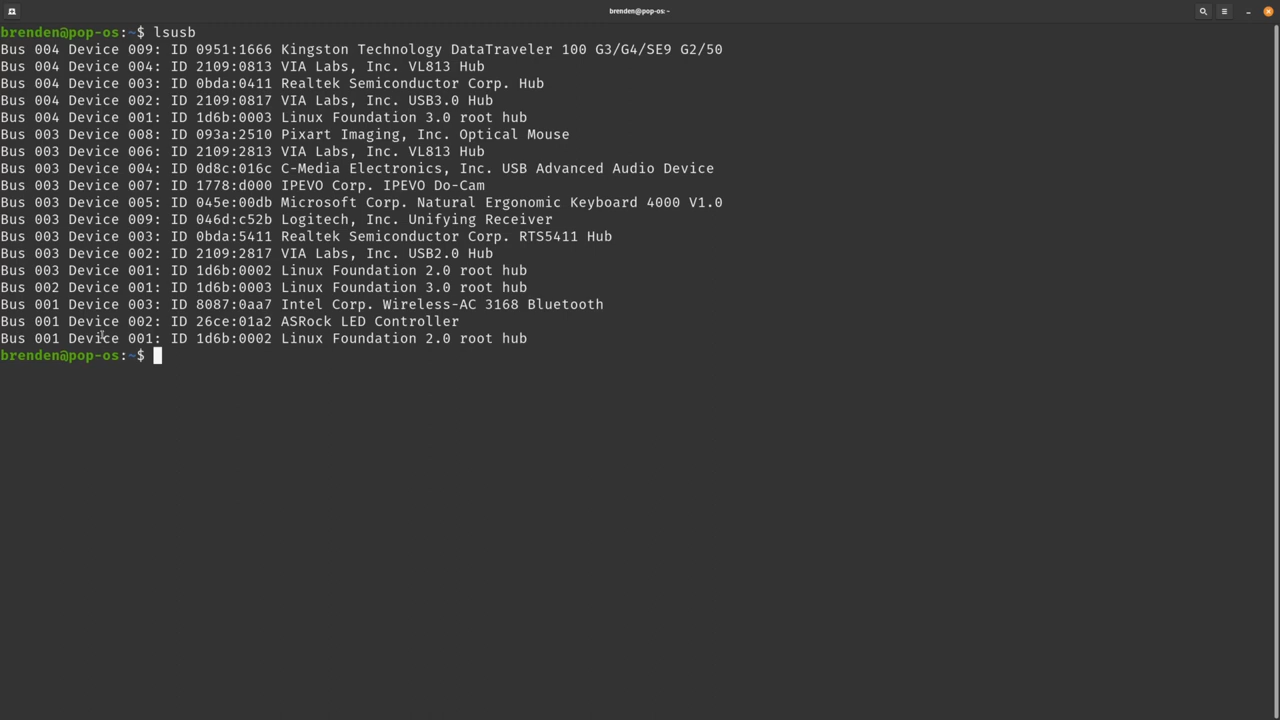 brenden@pop-os: ~
brenden@pop-os:~$ lsusb
Bus 004 Device 009: ID 0951:1666 Kingston Technology DataTraveler 100 G3/G4/SE9 G2/50
Bus 004 Device 004: ID 2109:0813 VIA Labs, Inc. VL813 Hub
Bus 004 Device 003: ID 0bda:0411 Realtek Semiconductor Corp. Hub
Bus 004 Device 002: ID 2109:0817 VIA Labs, Inc. USB3.0 Hub
Bus 004 Device 001: ID 1d6b:0003 Linux Foundation 3.0 root hub
Bus 003 Device 008: ID 093a:2510 Pixart Imaging, Inc. Optical Mouse
Bus 003 Device 006: ID 2109:2813 VIA Labs, Inc. VL813 Hub
Bus 003 Device 004: ID 0d8c:016c C-Media Electronics, Inc. USB Advanced Audio Device
Bus 003 Device 007: ID 1778:d000 IPEVO Corp. IPEVO Do-Cam
Bus 003 Device 005: ID 045e:00db Microsoft Corp. Natural Ergonomic Keyboard 4000 V1.0
Bus 003 Device 009: ID 046d:c52b Logitech, Inc. Unifying Receiver
Bus 003 Device 003: ID 0bda:5411 Realtek Semiconductor Corp. RTS5411 Hub
Bus 003 Device 002: ID 2109:2817 VIA Labs, Inc. USB2.0 Hub
Bus 003 Device 001: ID 1d6b:0002 Linux Foundation 2.0 root hub
Bus 002 Device 001: ID 1d6b:0003 Linux Foundation 3.0 root hub
Bus 001 Device 003: ID 8087:0aa7 Intel Corp. Wireless-AC 3168 Bluetooth
Bus 001 Device 002: ID 26ce:01a2 ASRock LED Controller
Bus 001 Device 001: ID 1d6b:0002 Linux Foundation 2.0 root hub
brenden@pop-os:~$